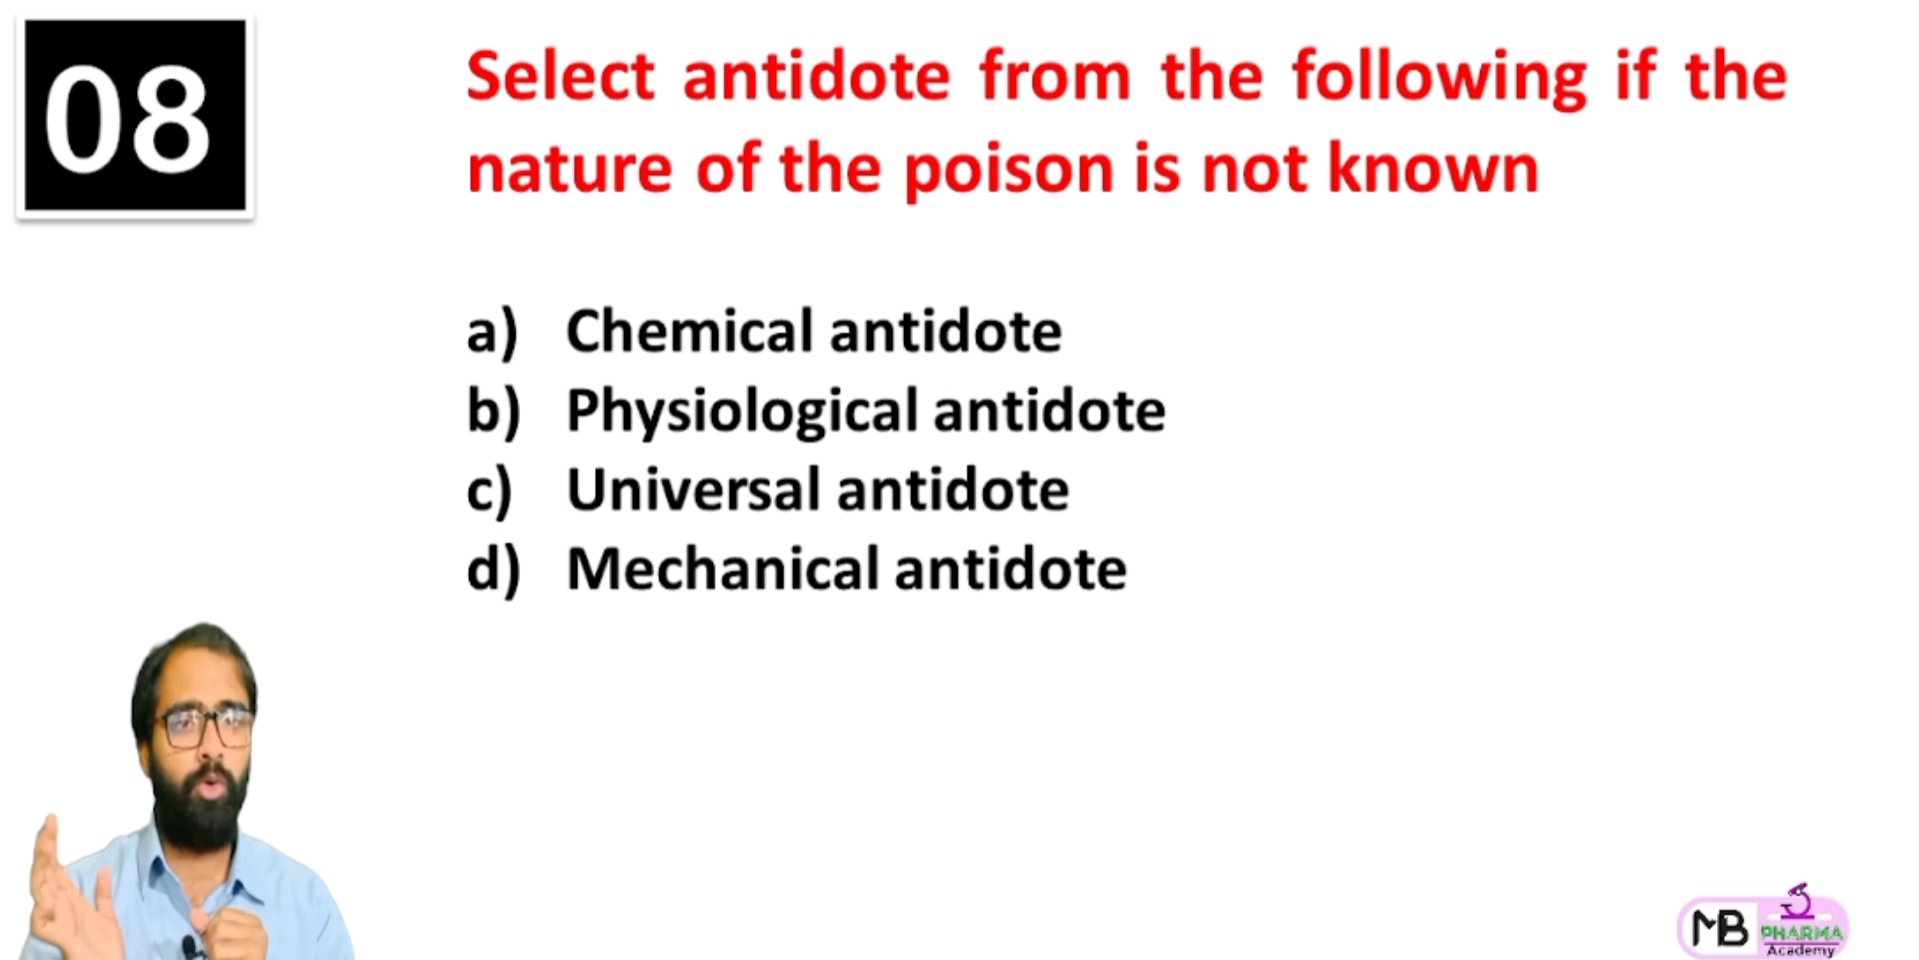 08
Select antidote from the following if the
nature of the poison is not known
a) Chemical antidote
b) Physiological antidote
c) Universal antidote
d) Mechanical antidote
MB
PHARMA
Academy